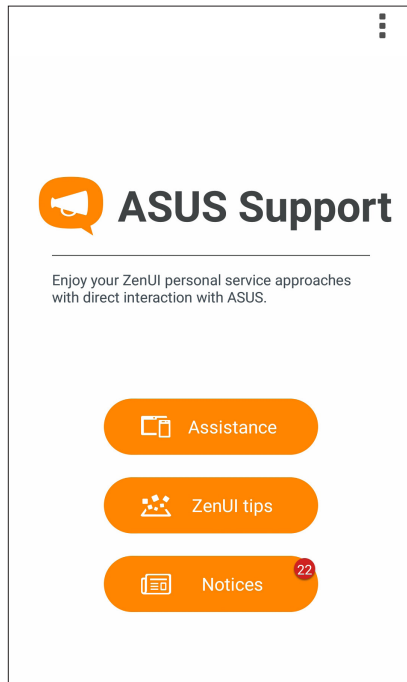 ASUS Support
Enjoy your ZenUI personal service approaches
with direct interaction with ASUS.
Assistance
ZenUI tips
22
Notices